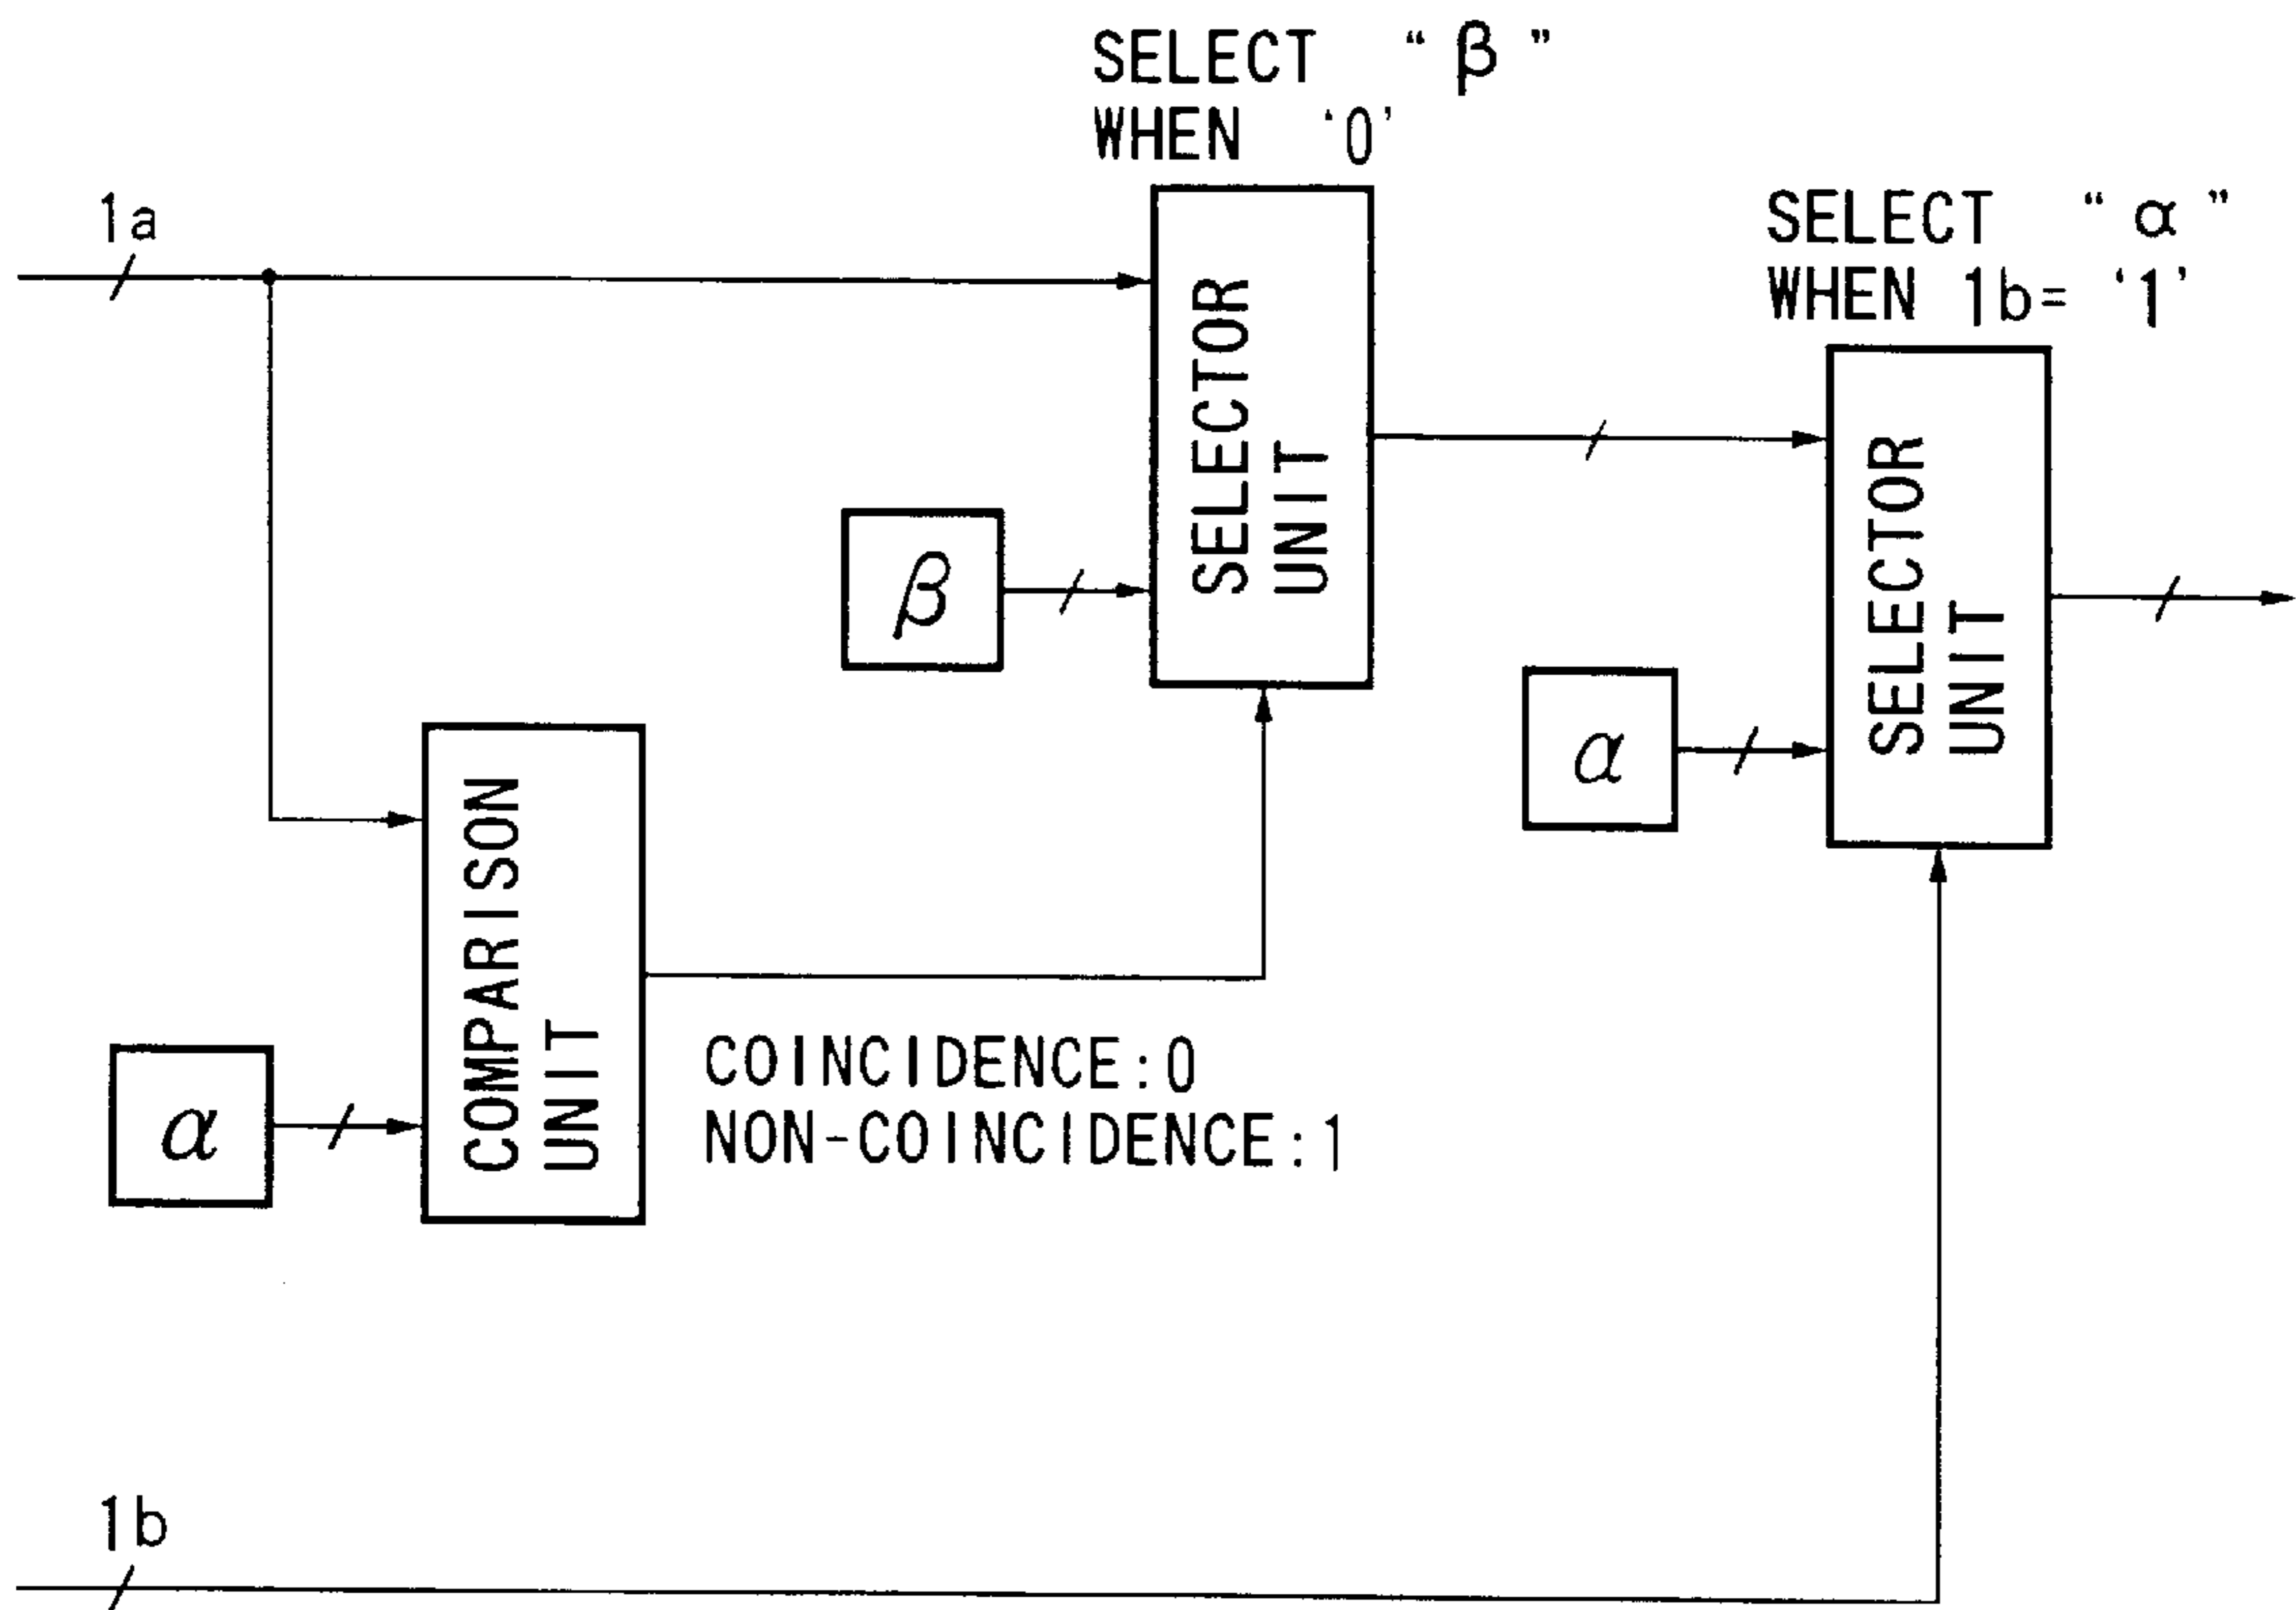 SELECT “ β ”
WHEN ‘0’
1a
SELECT “ α ”
WHEN 1b= ‘1’
SELECTOR
UNIT
β
SELECTOR
UNIT
α
COMPARISON
UNIT
COINCIDENCE:0
NON-COINCIDENCE:1
α
1b